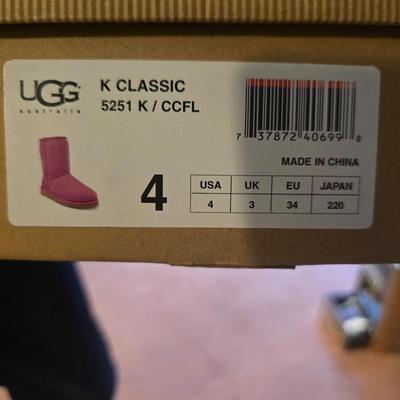 UGG
australia
K CLASSIC
5251 K / CCFL
7 37872 40699 8
MADE IN CHINA
4
USA UK EU JAPAN
4 3 34 220